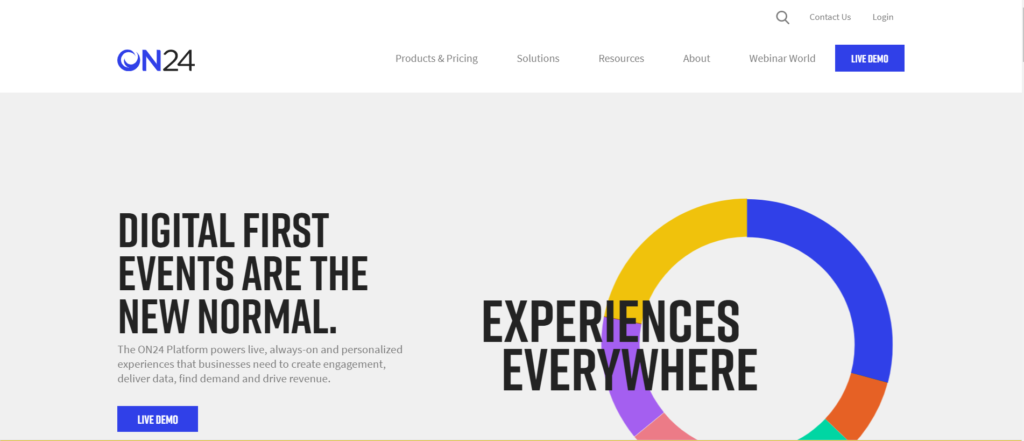 Contact Us Login
ON24
Products & Pricing Solutions Resources About Webinar World LIVE DEMO
DIGITAL FIRST
EVENTS ARE THE
NEW NORMAL.
The ON24 Platform powers live, always-on and personalized
experiences that businesses need to create engagement,
deliver data, find demand and drive revenue.
LIVE DEMO
EXPERIENCES
EVERYWHERE